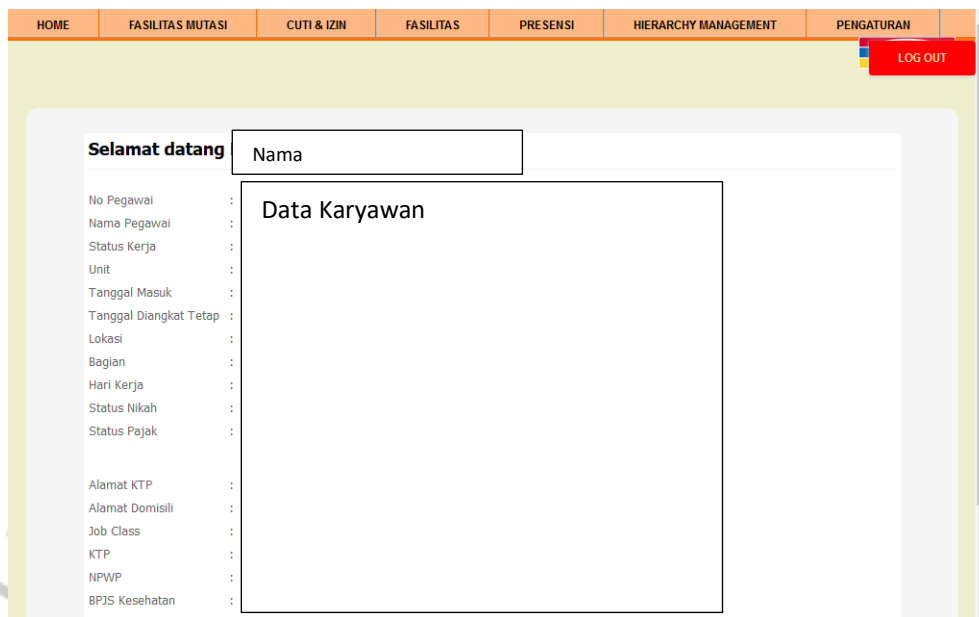 HOME FASILITAS MUTASI CUTI & IZIN FASILITAS PRESENSI HIERARCHY MANAGEMENT PENGATURAN
LOG OUT
Selamat datang
Nama
Data Karyawan
No Pegawai :
Nama Pegawai :
Status Kerja :
Unit :
Tanggal Masuk :
Tanggal Diangkat Tetap :
Lokasi :
Bagian :
Hari Kerja :
Status Nikah :
Status Pajak :
Alamat KTP :
Alamat Domisili :
Job Class :
KTP :
NPWP :
BPJS Kesehatan :